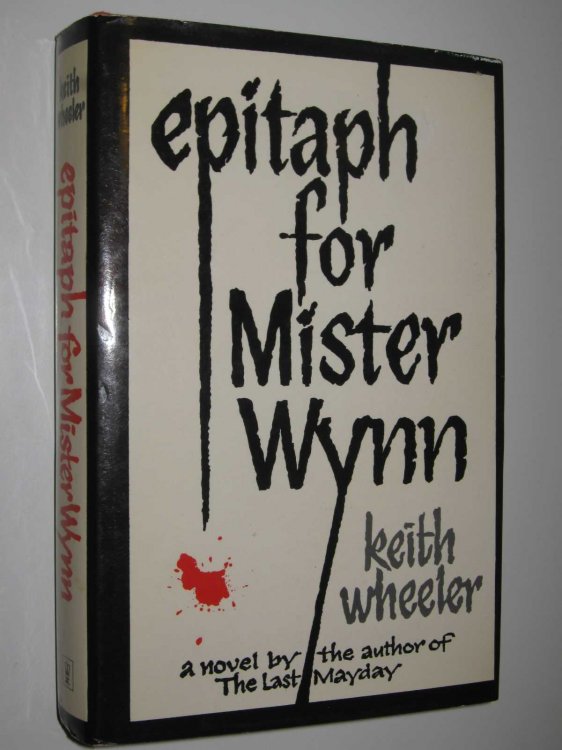 keith
wheeler
epitaph for Mister Wynn
epitaph
for
Mister
Wynn
keith
wheeler
a novel by the author of
The Last Mayday